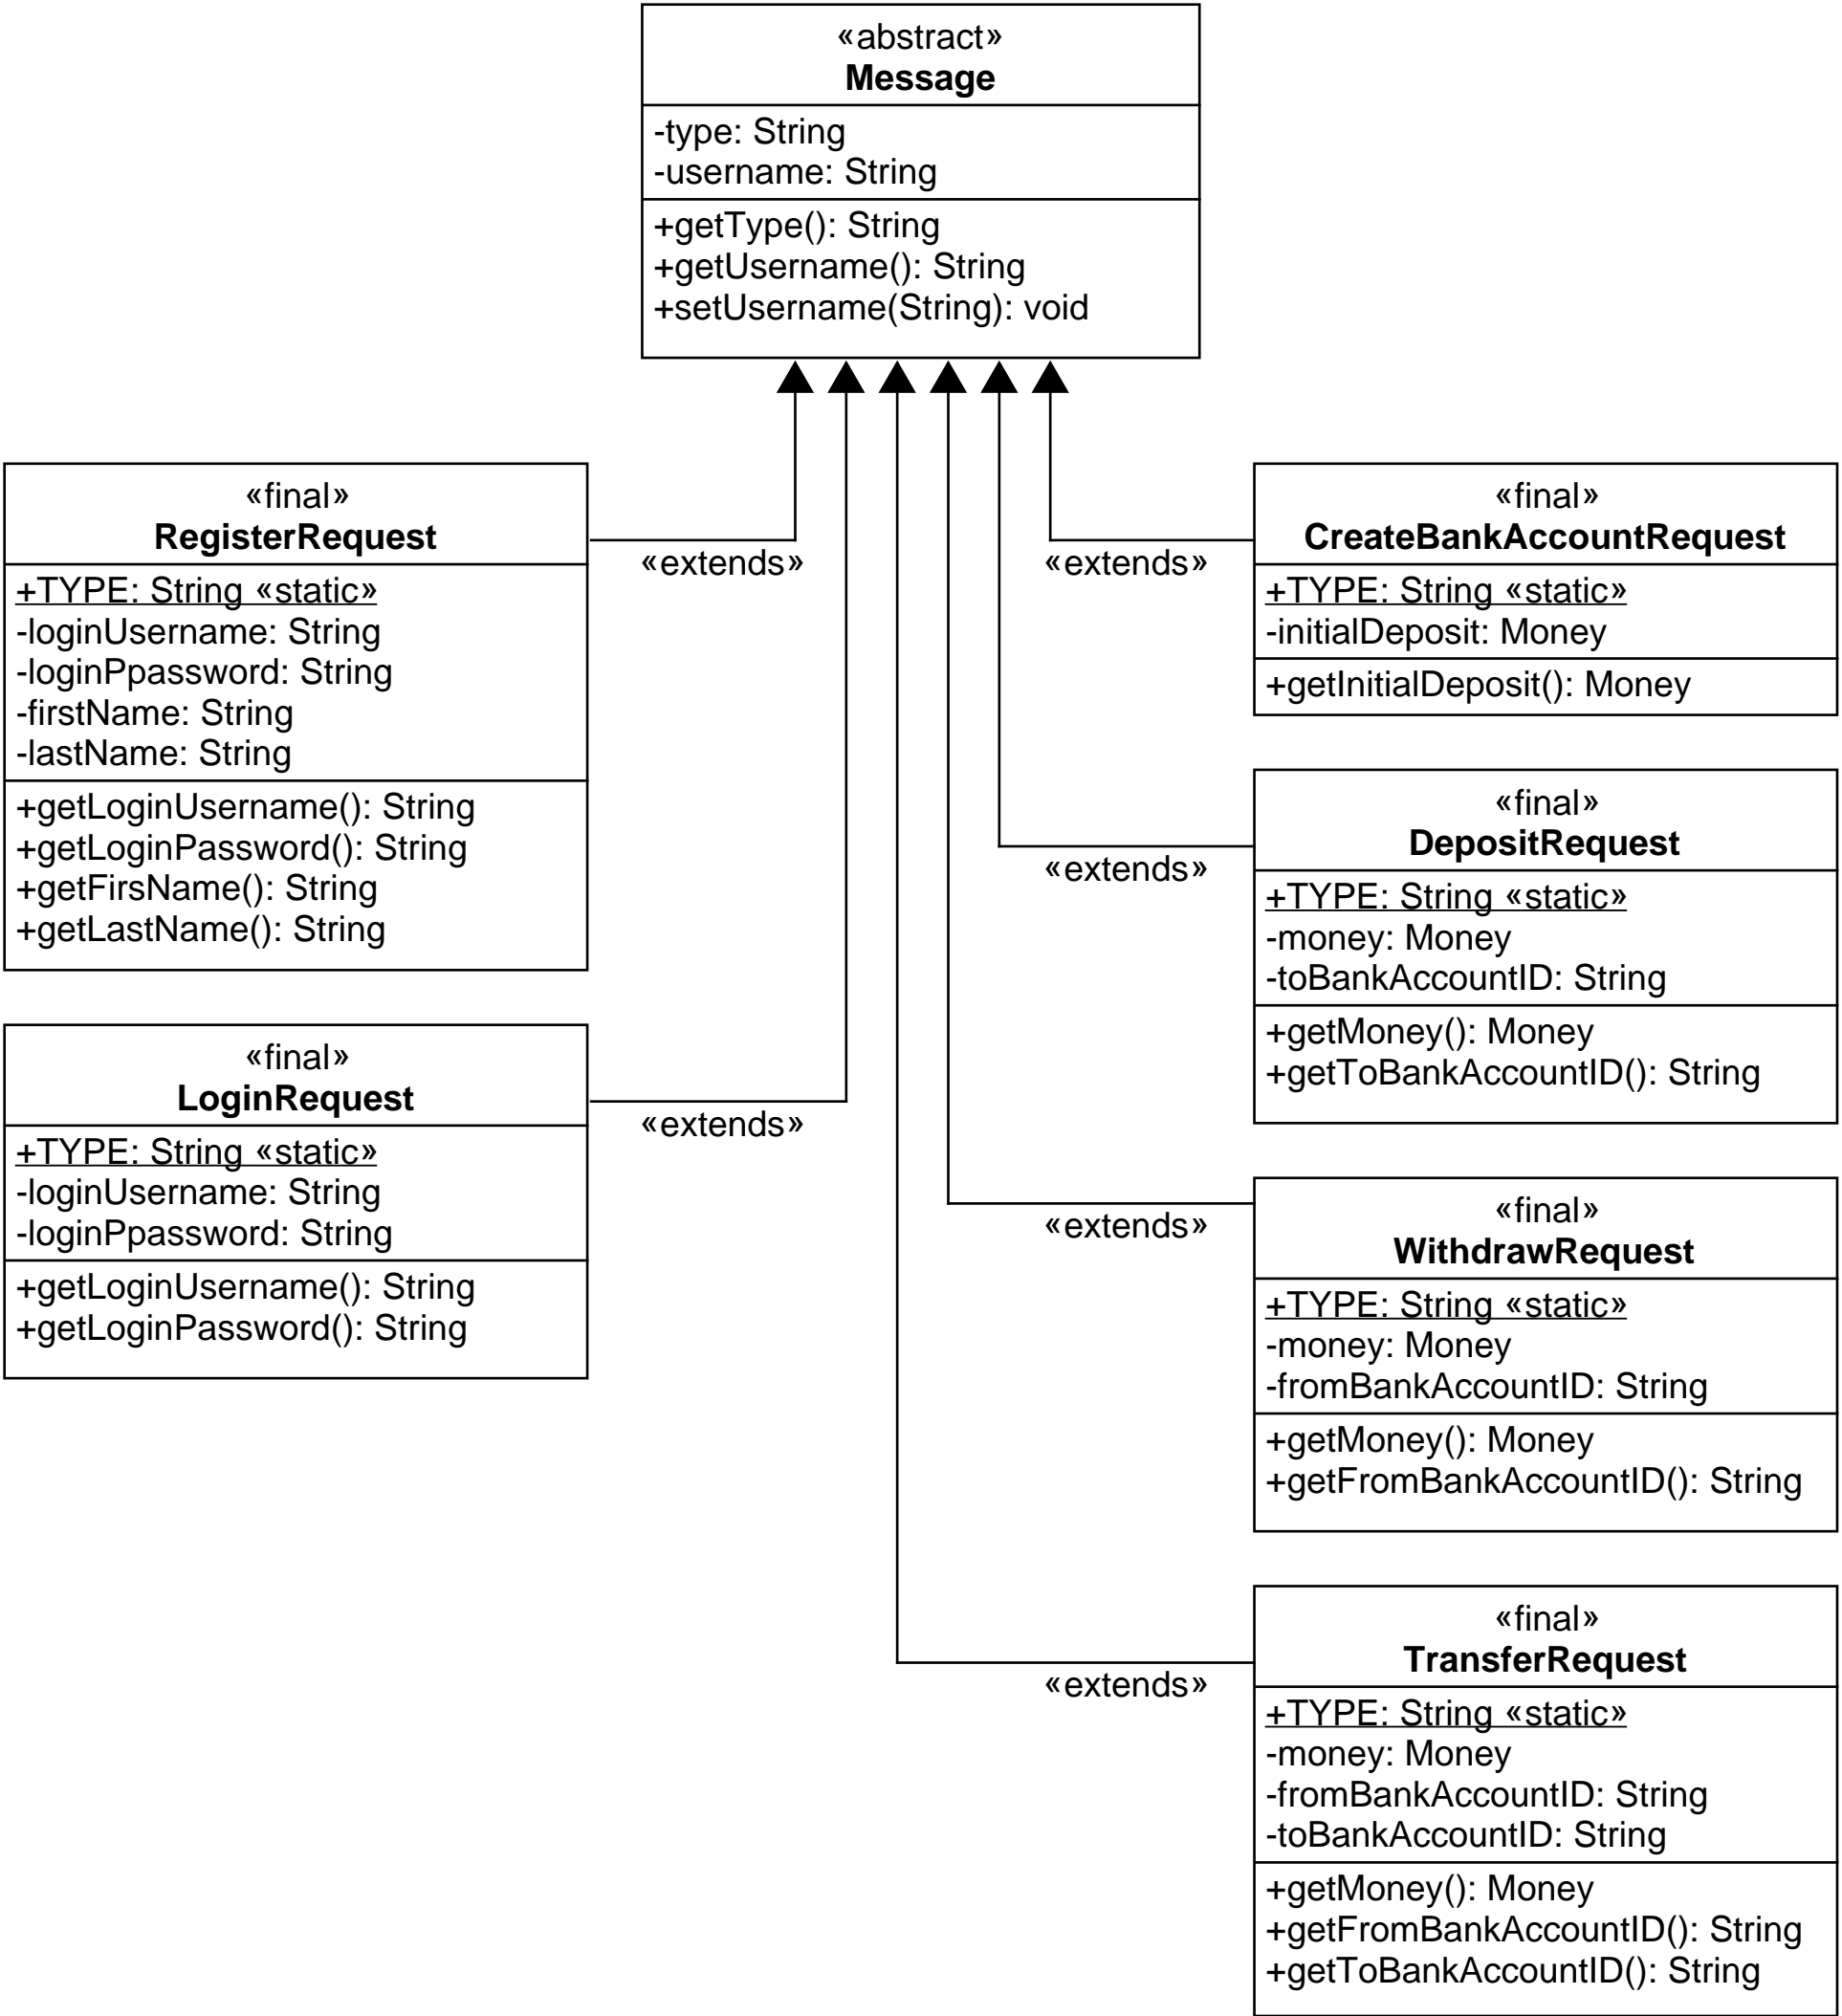 «abstract»
Message
-type: String
-username: String
+getType(): String
+getUsername(): String
+setUsername(String): void
«final»
RegisterRequest
+TYPE: String «static»
-loginUsername: String
-loginPpassword: String
-firstName: String
-lastName: String
+getLoginUsername(): String
+getLoginPassword(): String
+getFirsName(): String
+getLastName(): String
«extends»
«final»
LoginRequest
+TYPE: String «static»
-loginUsername: String
-loginPpassword: String
+getLoginUsername(): String
+getLoginPassword(): String
«extends»
«extends»
«final»
CreateBankAccountRequest
+TYPE: String «static»
-initialDeposit: Money
+getInitialDeposit(): Money
«extends»
«final»
DepositRequest
+TYPE: String «static»
-money: Money
-toBankAccountID: String
+getMoney(): Money
+getToBankAccountID(): String
«extends»
«final»
WithdrawRequest
+TYPE: String «static»
-money: Money
-fromBankAccountID: String
+getMoney(): Money
+getFromBankAccountID(): String
«extends»
«final»
TransferRequest
+TYPE: String «static»
-money: Money
-fromBankAccountID: String
-toBankAccountID: String
+getMoney(): Money
+getFromBankAccountID(): String
+getToBankAccountID(): String